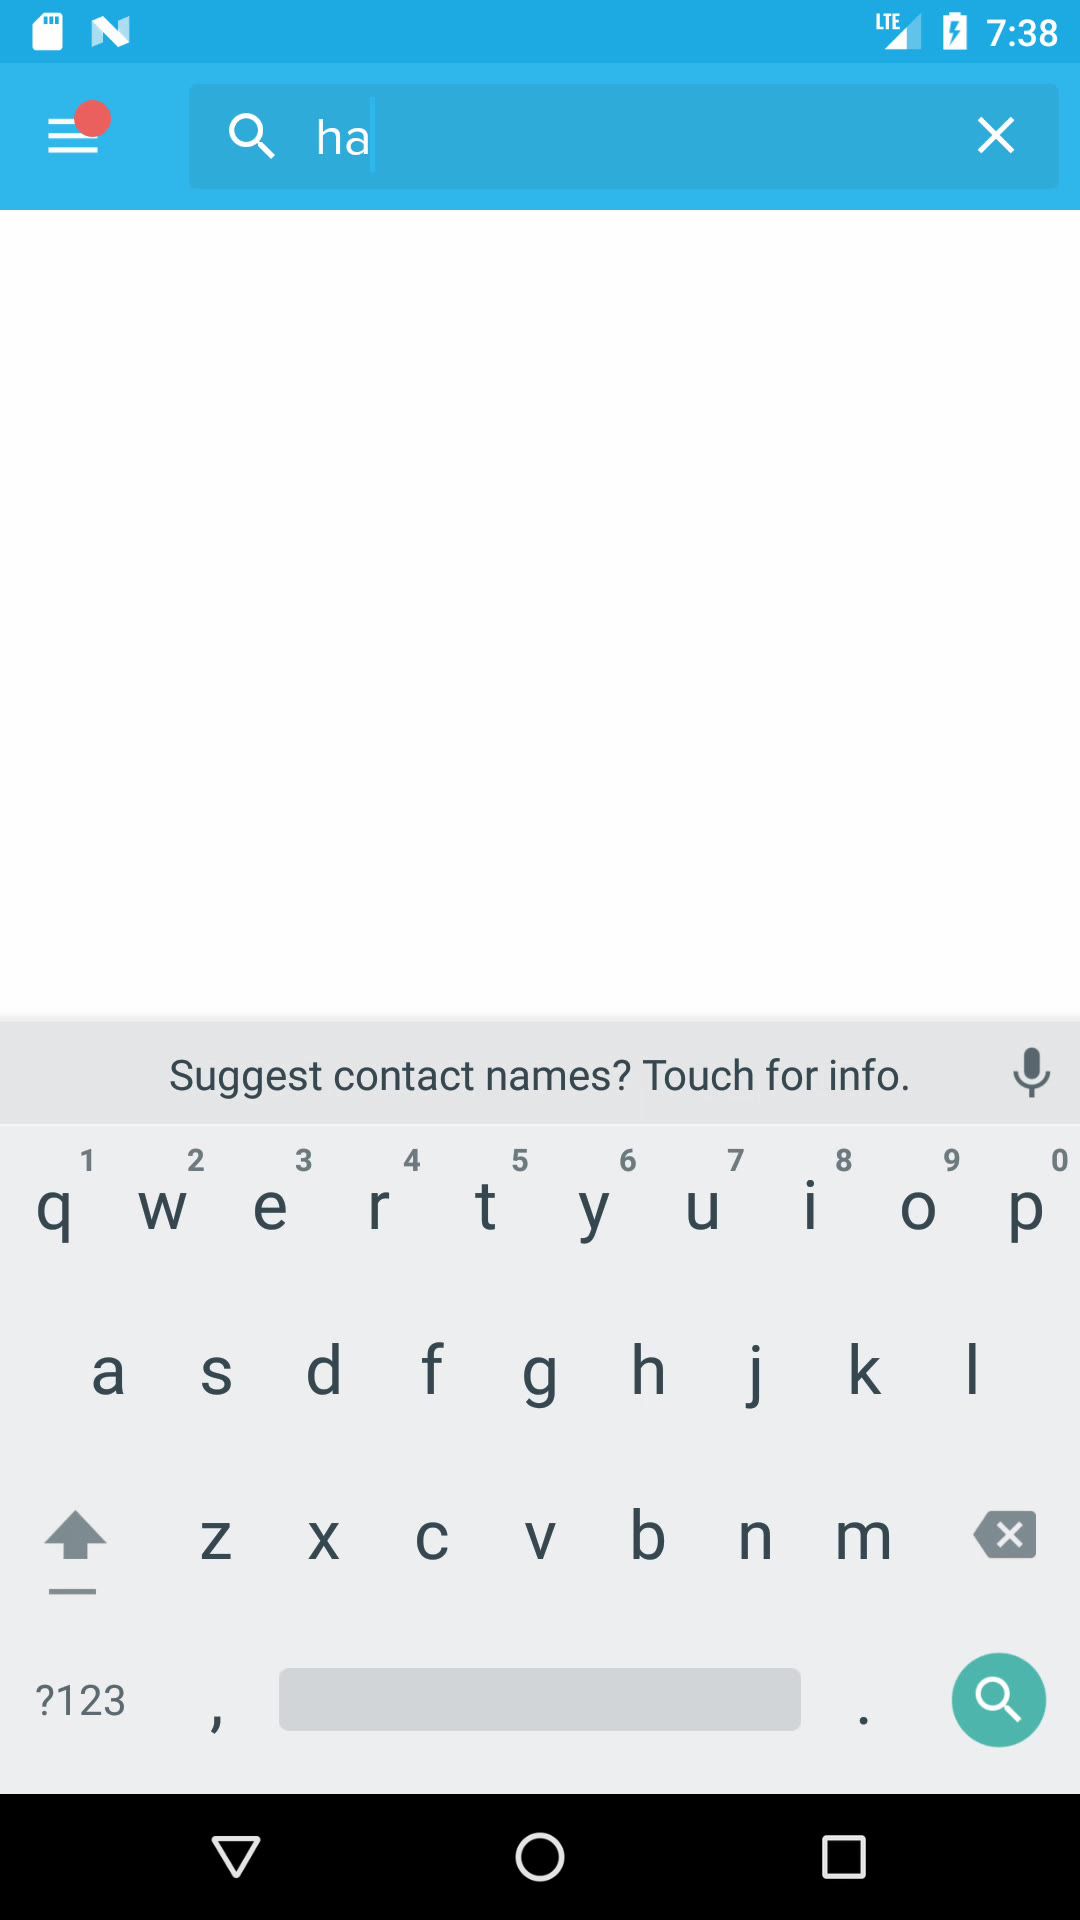 LTE 7:38
ha
Suggest contact names? Touch for info.
1 2 3 4 5 6 7 8 9 0
q w e r t y u i o p
a s d f g h j k l
z x c v b n m
?123 , .